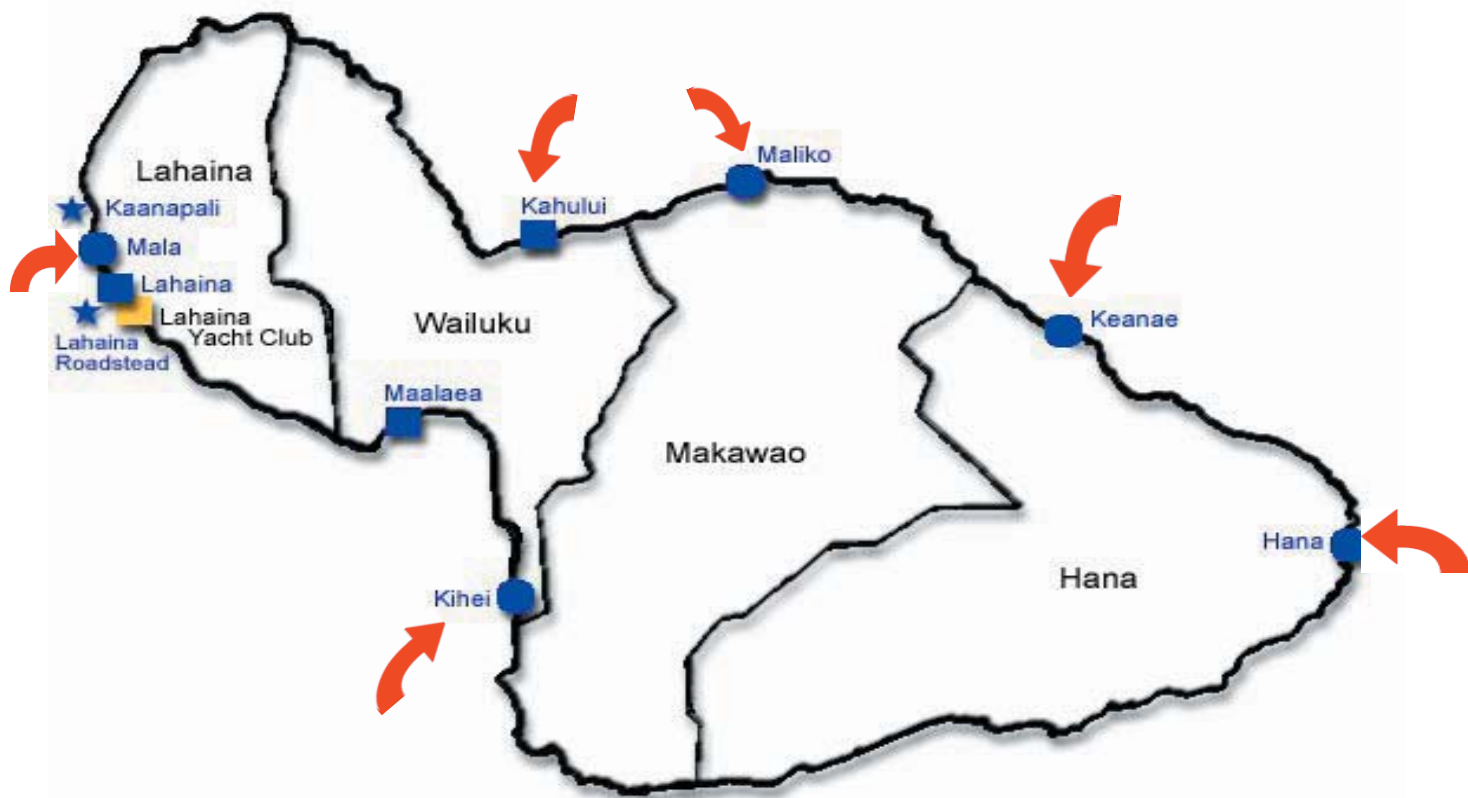 Maliko
Lahaina
Kaanapali
Kahului
Mala
Lahaina
Lahaina
Yacht Club
Lahaina
Roadstead
Wailuku
Keanae
Maalaea
Makawao
Hana
Hana
Kihei